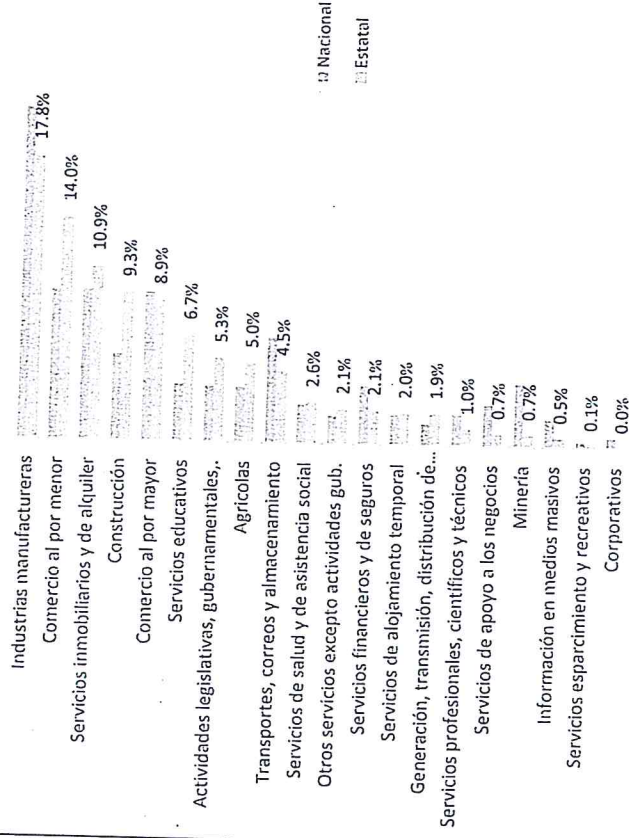 Industrias manufactureras 17.8%
Comercio al por menor 14.0%
Servicios inmobiliarios y de alquiler 10.9%
Construcción 9.3%
Comercio al por mayor 8.9%
Servicios educativos 6.7%
Actividades legislativas, gubernamentales,. 5.3%
Agrícolas 5.0%
Transportes, correos y almacenamiento 4.5%
Servicios de salud y de asistencia social 2.6%
Otros servicios excepto actividades gub. 2.1%
Servicios financieros y de seguros 2.1%
Servicios de alojamiento temporal 2.0%
Generación, transmisión, distribución de... 1.9%
Servicios profesionales, científicos y técnicos 1.0%
Servicios de apoyo a los negocios 0.7%
Minería 0.7%
Información en medios masivos 0.5%
Servicios esparcimiento y recreativos 0.1%
Corporativos 0.0%
Nacional
Estatal